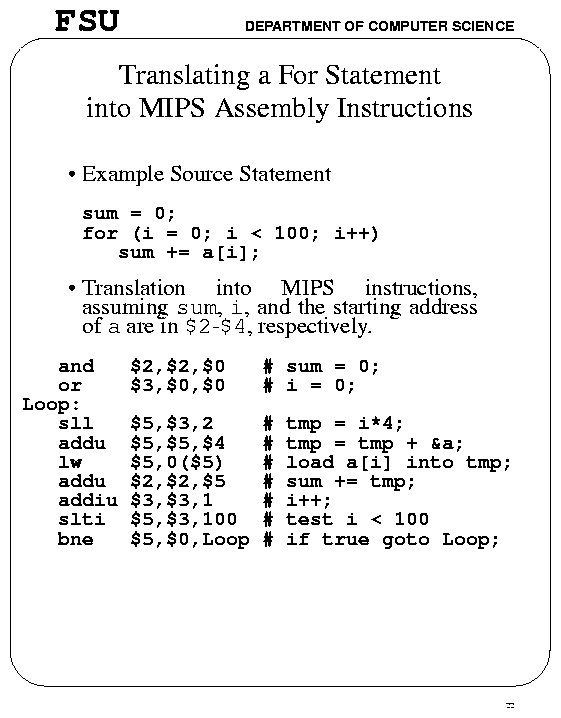 FSU DEPARTMENT OF COMPUTER SCIENCE
Translating a For Statement
into MIPS Assembly Instructions
• Example Source Statement
sum = 0;
for (i = 0; i < 100; i++)
sum += a[i];
• Translation into MIPS instructions,
assuming sum, i, and the starting address
of a are in $2-$4, respectively.
and $2,$2,$0 # sum = 0;
or $3,$0,$0 # i = 0;
Loop:
sll $5,$3,2 # tmp = i*4;
addu $5,$5,$4 # tmp = tmp + &a;
lw $5,0($5) # load a[i] into tmp;
addu $2,$2,$5 # sum += tmp;
addiu $3,$3,1 # i++;
slti $5,$3,100 # test i < 100
bne $5,$0,Loop # if true goto Loop;